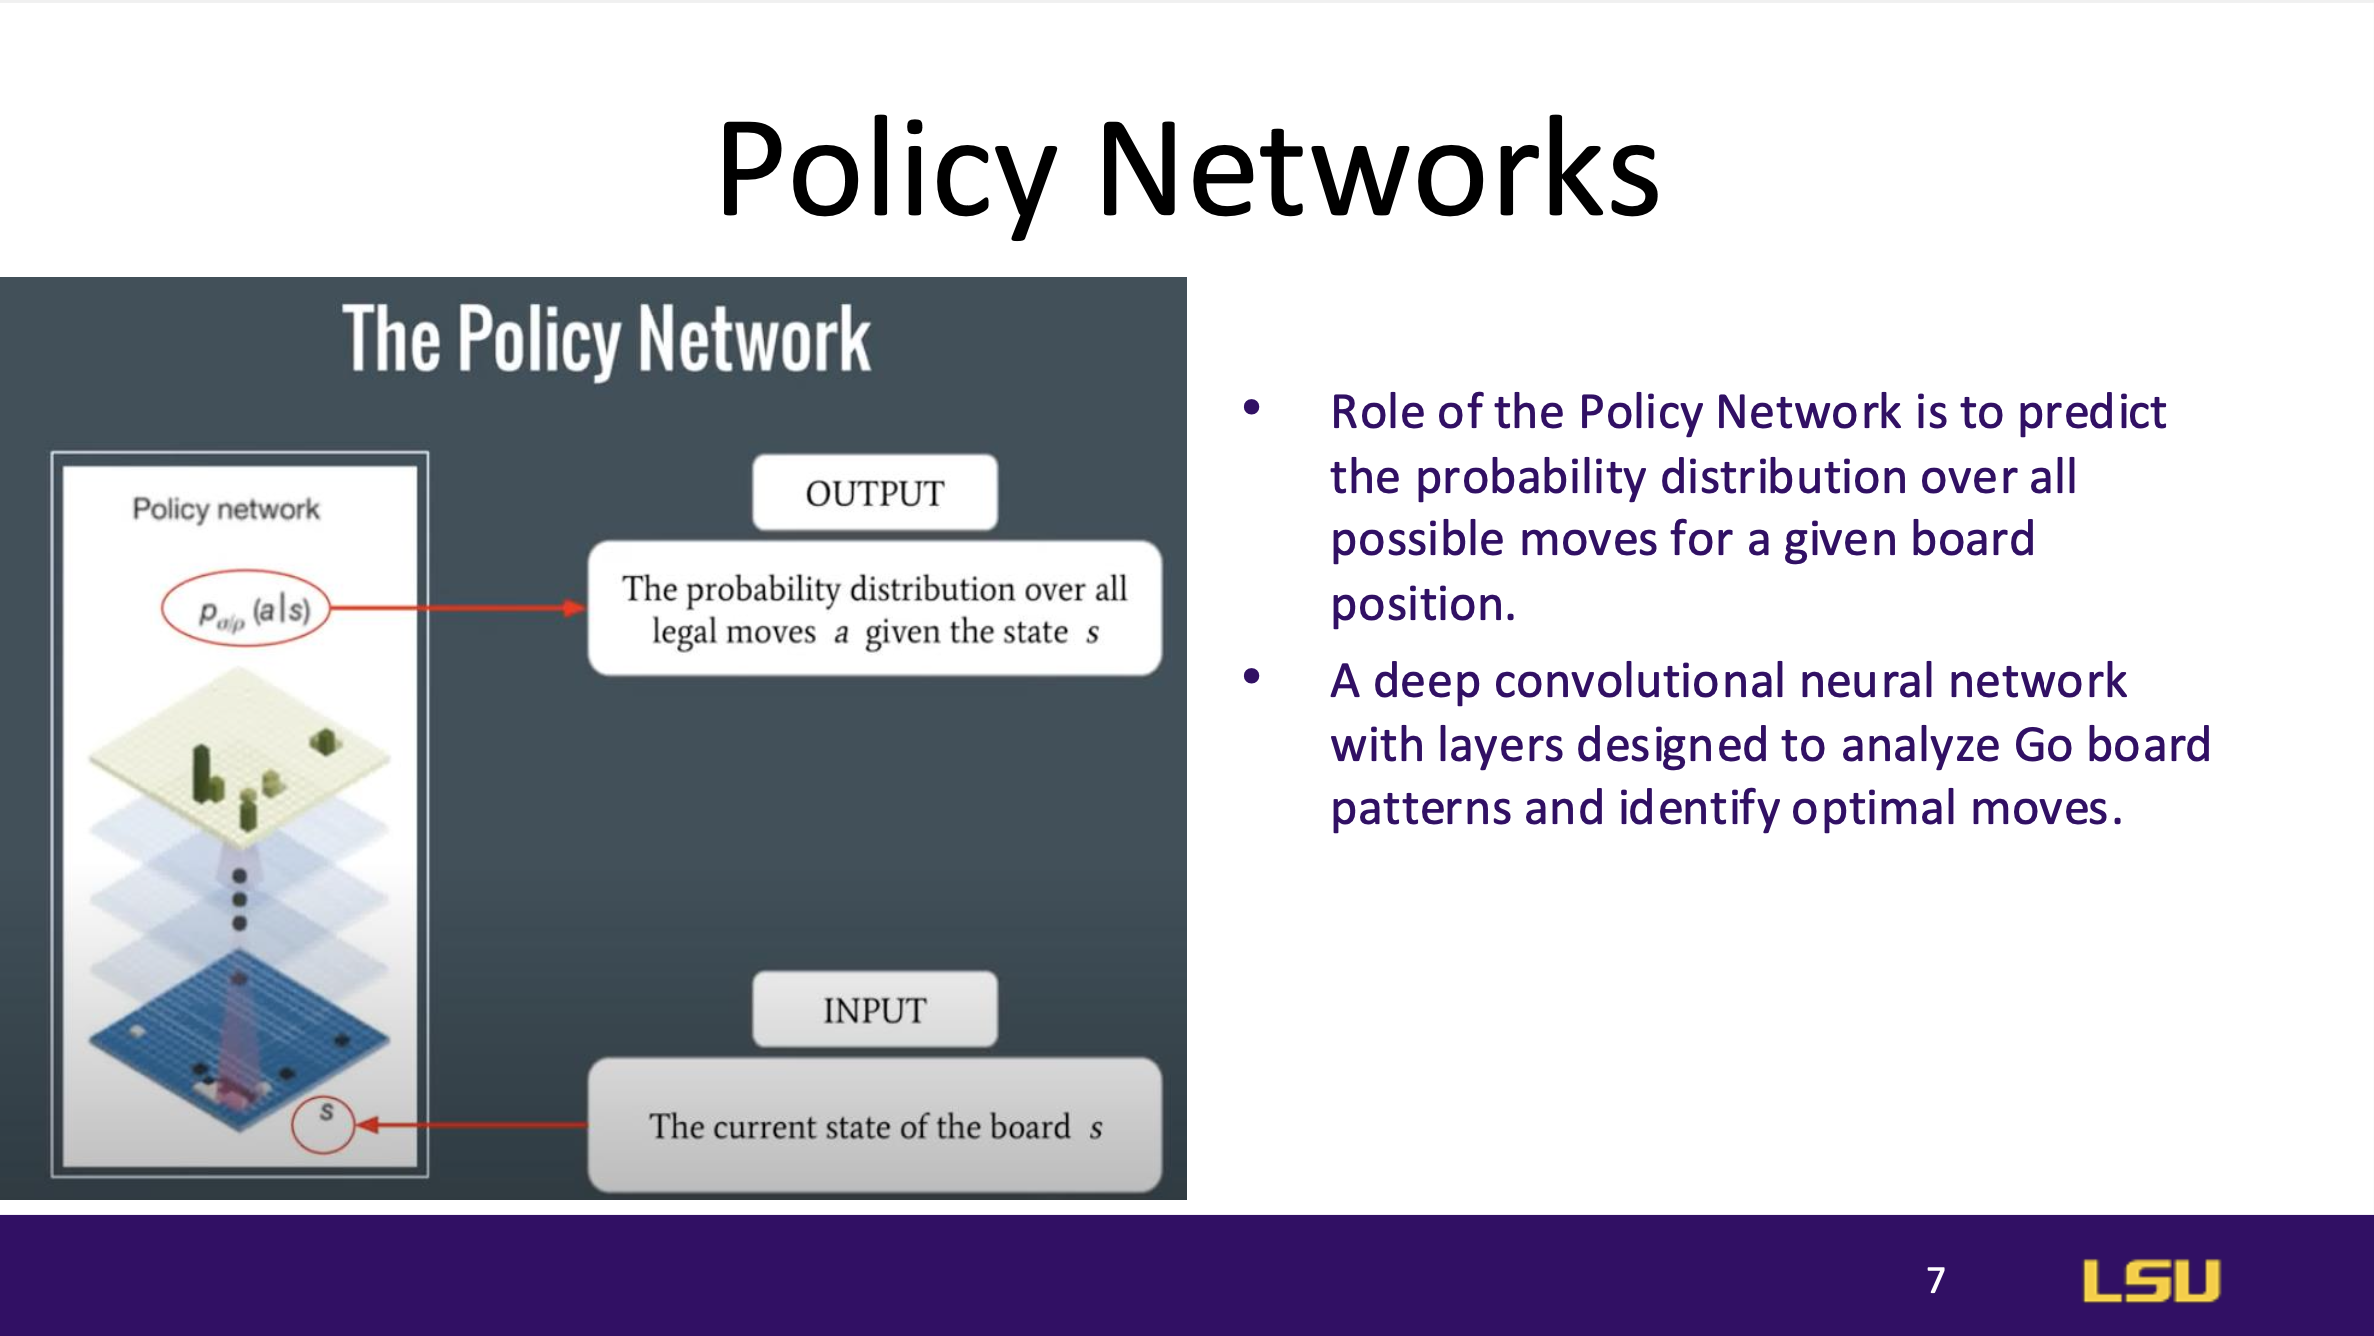 Policy Networks
The Policy Network
Policy network
p σ/ρ (a|s)
OUTPUT
The probability distribution over all
legal moves a given the state s
INPUT
The current state of the board s
s
• Role of the Policy Network is to predict
the probability distribution over all
possible moves for a given board
position.
• A deep convolutional neural network
with layers designed to analyze Go board
patterns and identify optimal moves.
7
LSU